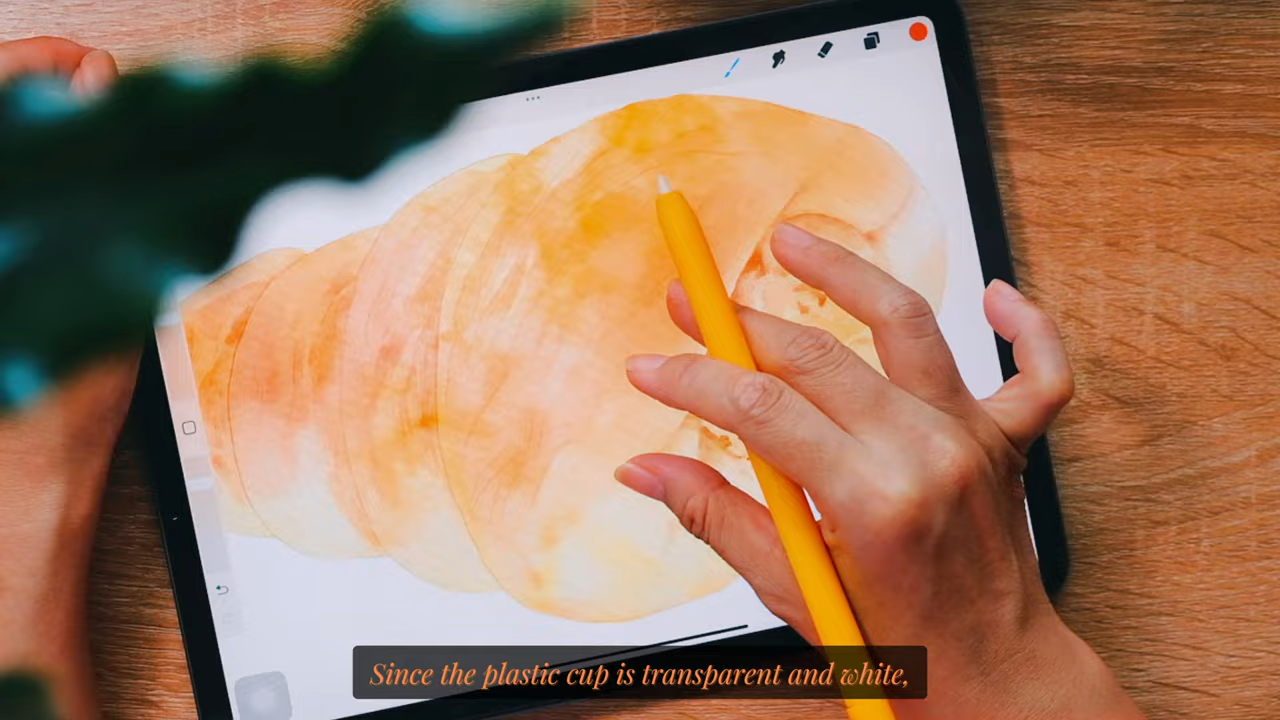 Since the plastic cup is transparent and white,